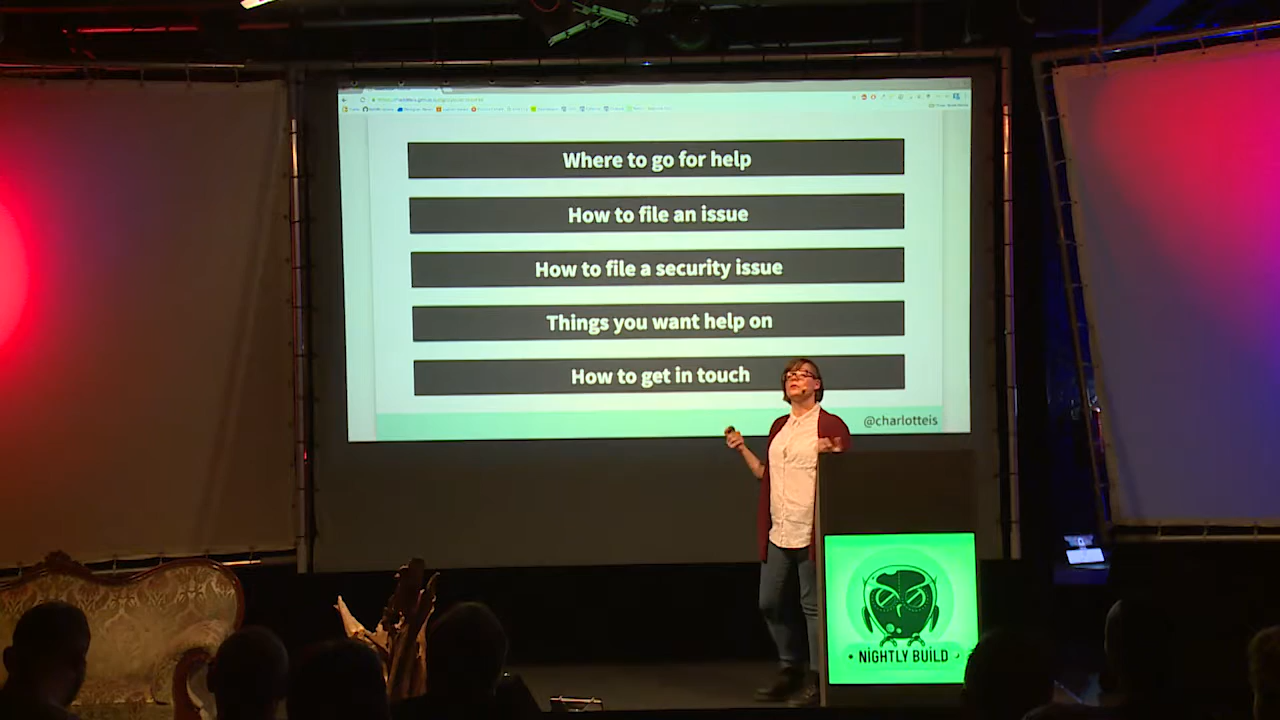 Where to go for help
How to file an issue
How to file a security issue
Things you want help on
How to get in touch
@charlotteis
• NIGHTLY BUILD •